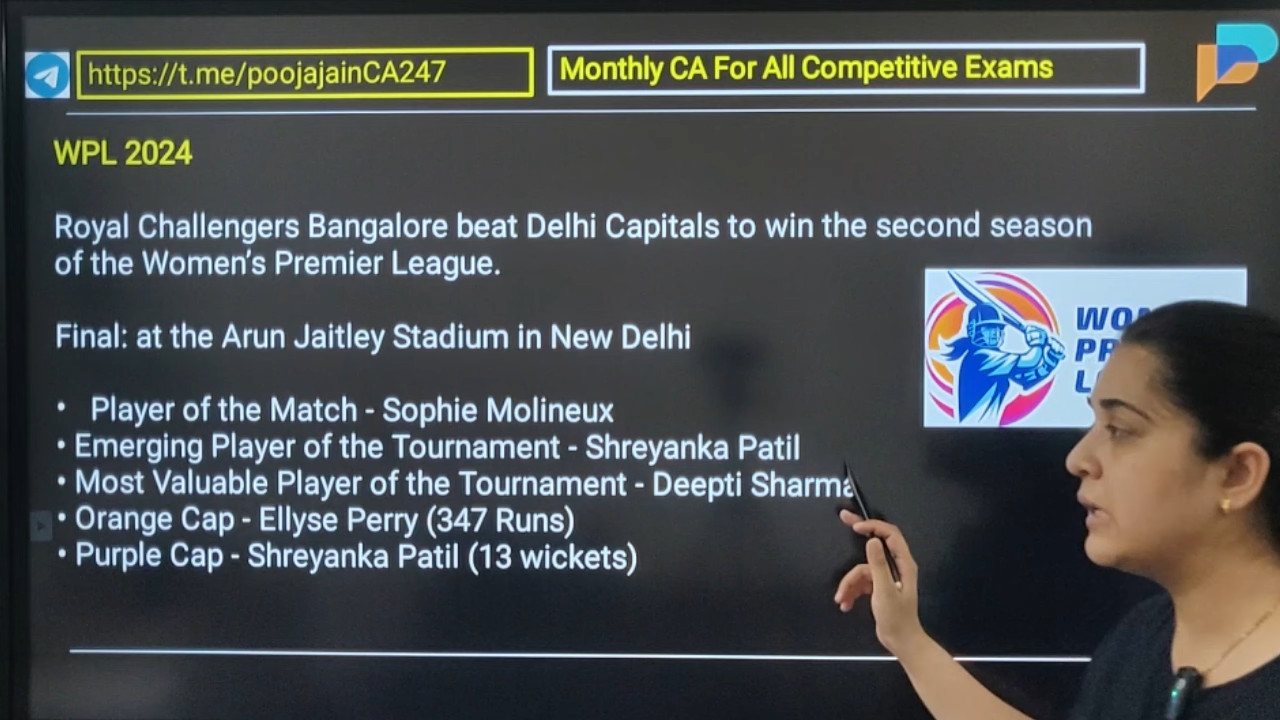 https://t.me/poojajainCA247
Monthly CA For All Competitive Exams
WPL 2024
Royal Challengers Bangalore beat Delhi Capitals to win the second season
of the Women's Premier League.
Final: at the Arun Jaitley Stadium in New Delhi
• Player of the Match - Sophie Molineux
• Emerging Player of the Tournament - Shreyanka Patil
• Most Valuable Player of the Tournament - Deepti Sharma
• Orange Cap - Ellyse Perry (347 Runs)
• Purple Cap - Shreyanka Patil (13 wickets)